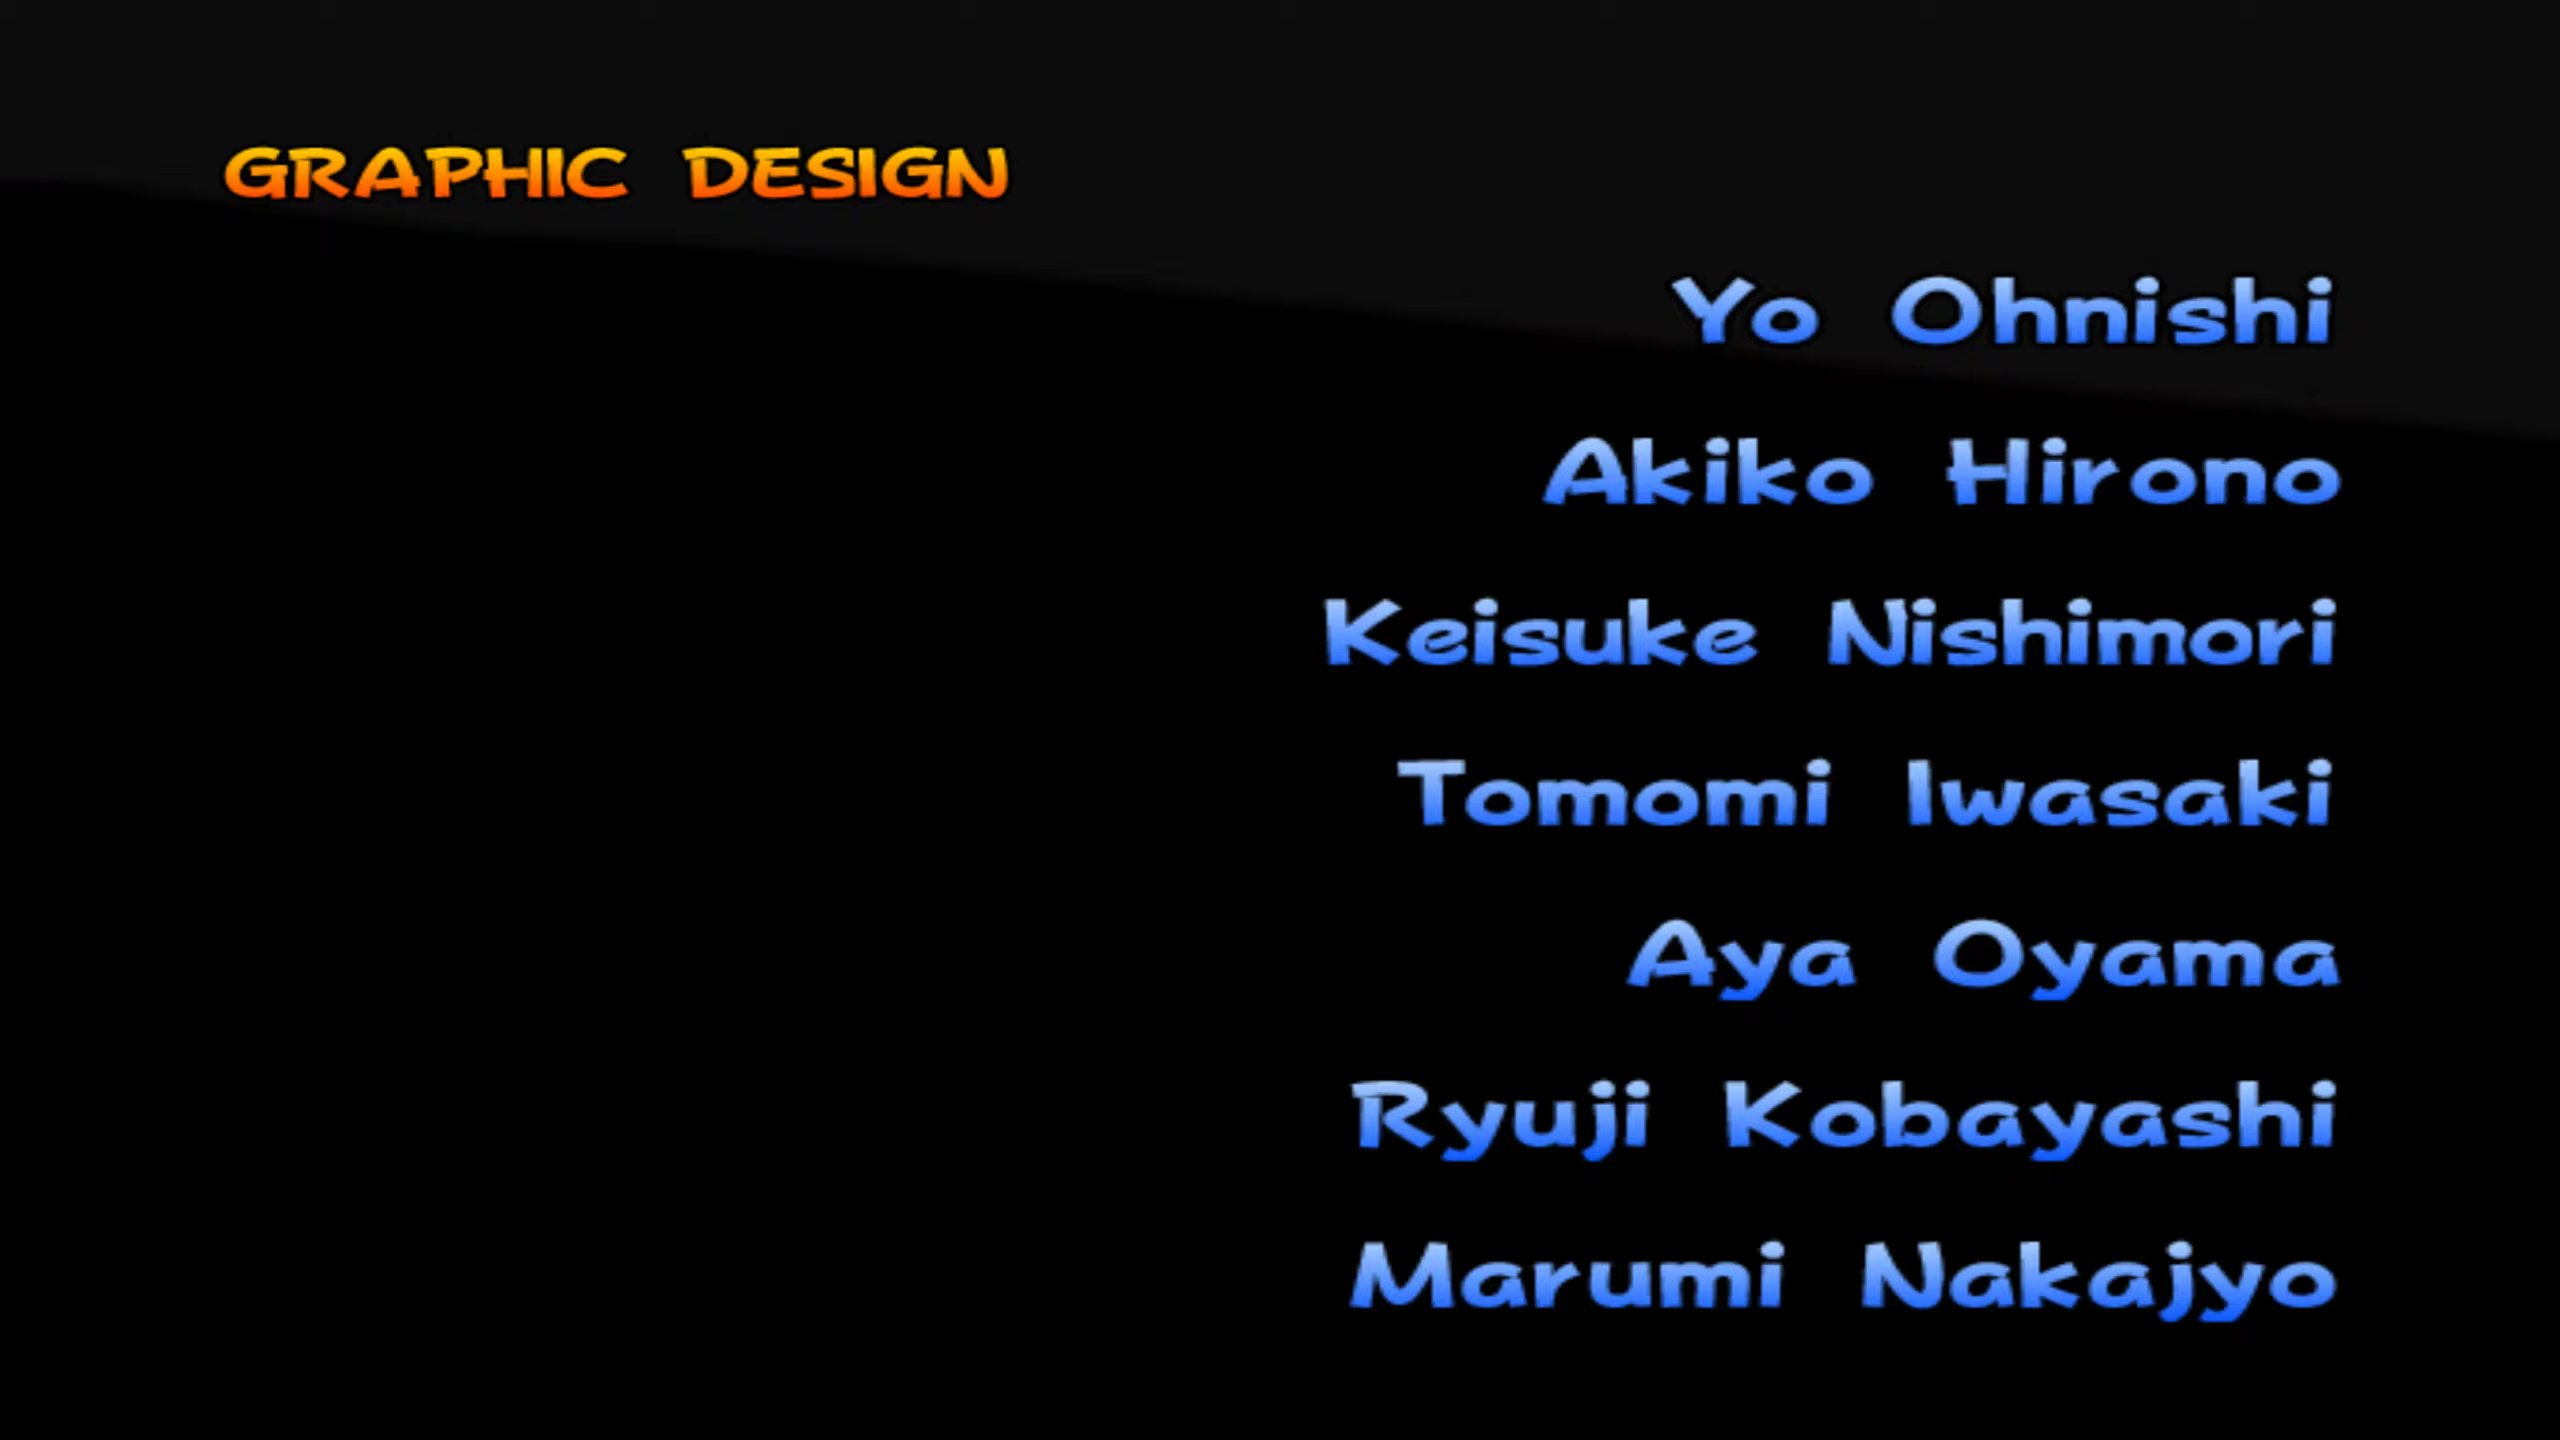 GRAPHIC DESIGN
Yo Ohnishi
Akiko Hirono
Keisuke Nishimori
Tomomi Iwasaki
Aya Oyama
Ryuji Kobayashi
Marumi Nakajyo